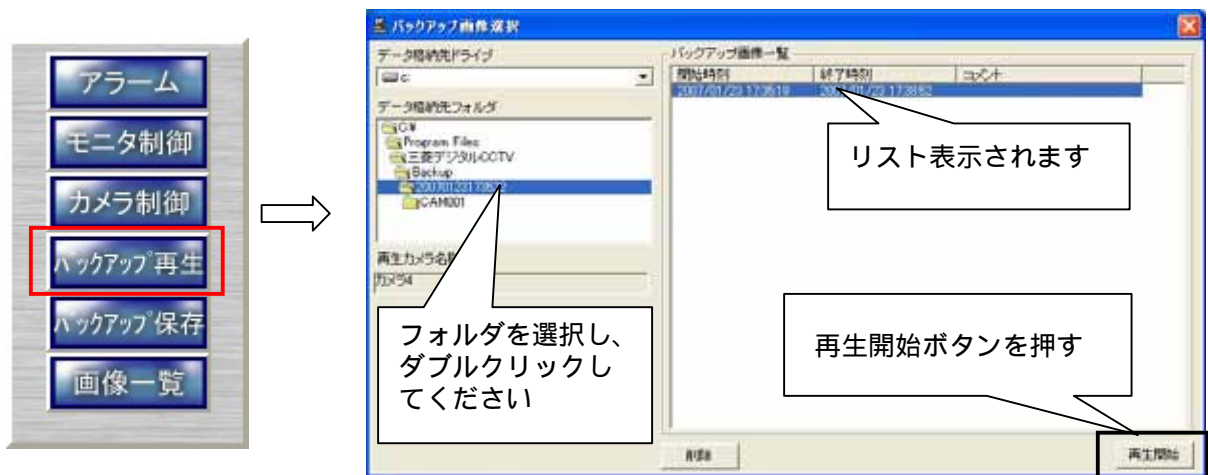 アラーム
モニタ制御
カメラ制御
バックアップ再生
バックアップ保存
画像一覧
バックアップ画像選択
データ格納先ドライブ
c:
データ格納先フォルダ
C:¥
Program Files
三菱デジタルCCTV
Backup
CAM001
再生カメラ名
カメラ4
フォルダを選択し、
ダブルクリックし
てください
バックアップ画像一覧
開始時刻 終了時刻 コメント
2007/01/23
リスト表示されます
再生開始ボタンを押す
削除
再生開始